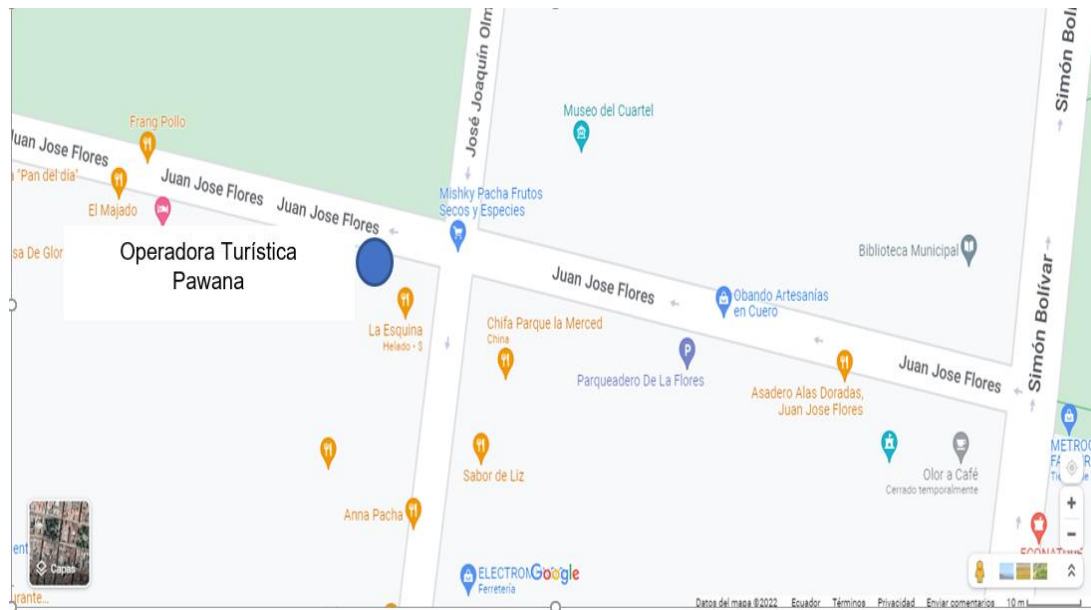 José Joaquín Olm
Simón Bolí
Museo del Cuartel
Frang Pollo
Juan Jose Flores
"Pan del día"
Juan Jose Flores
Juan Jose Flores
El Majado
Mishky Pacha Frutos
Secos y Especies
sa De Glor
Operadora Turística
Pawana
Biblioteca Municipal
Juan Jose Flores
Obando Artesanías
en Cuero
Simón Bolívar
La Esquina
Helado · $
Chifa Parque la Merced
China
P
Parqueadero De La Flores
Juan Jose Flores
Asadero Alas Doradas,
Juan Jose Flores
Sabor de Liz
Olor a Café
Cerrado temporalmente
METRO
Anna Pacha
ELECTRON
Ferretería
Google
Capas
urante...
Datos del mapa ©2022 Ecuador Términos Privacidad Enviar comentarios 10 m